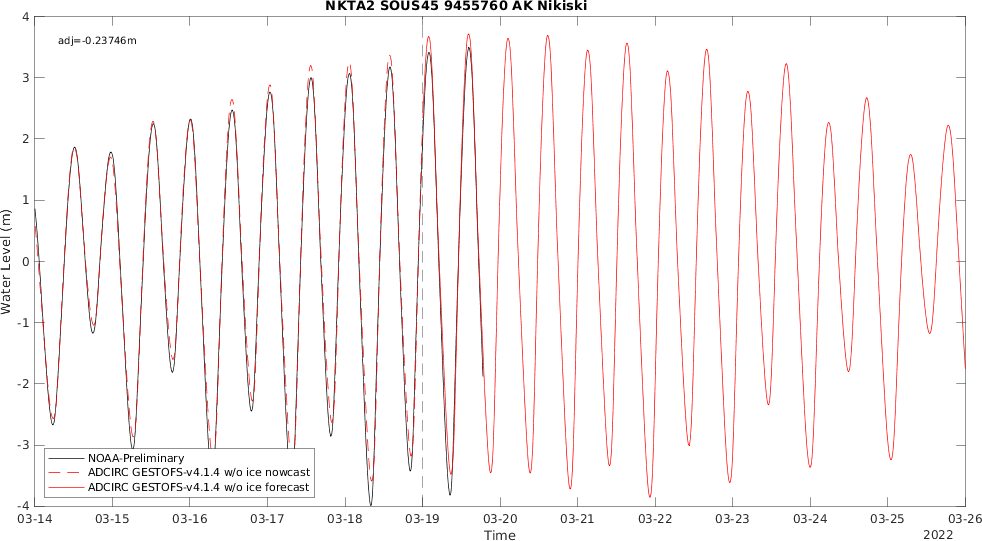 NKTA2 SOUS45 9455760 AK Nikiski
adj=-0.23746m
4
3
2
1
0
-1
-2
-3
-4
Water Level (m)
NOAA-Preliminary
ADCIRC GESTOFS-v4.1.4 w/o ice nowcast
ADCIRC GESTOFS-v4.1.4 w/o ice forecast
03-14 03-15 03-16 03-17 03-18 03-19 03-20 03-21 03-22 03-23 03-24 03-25 03-26
Time
2022